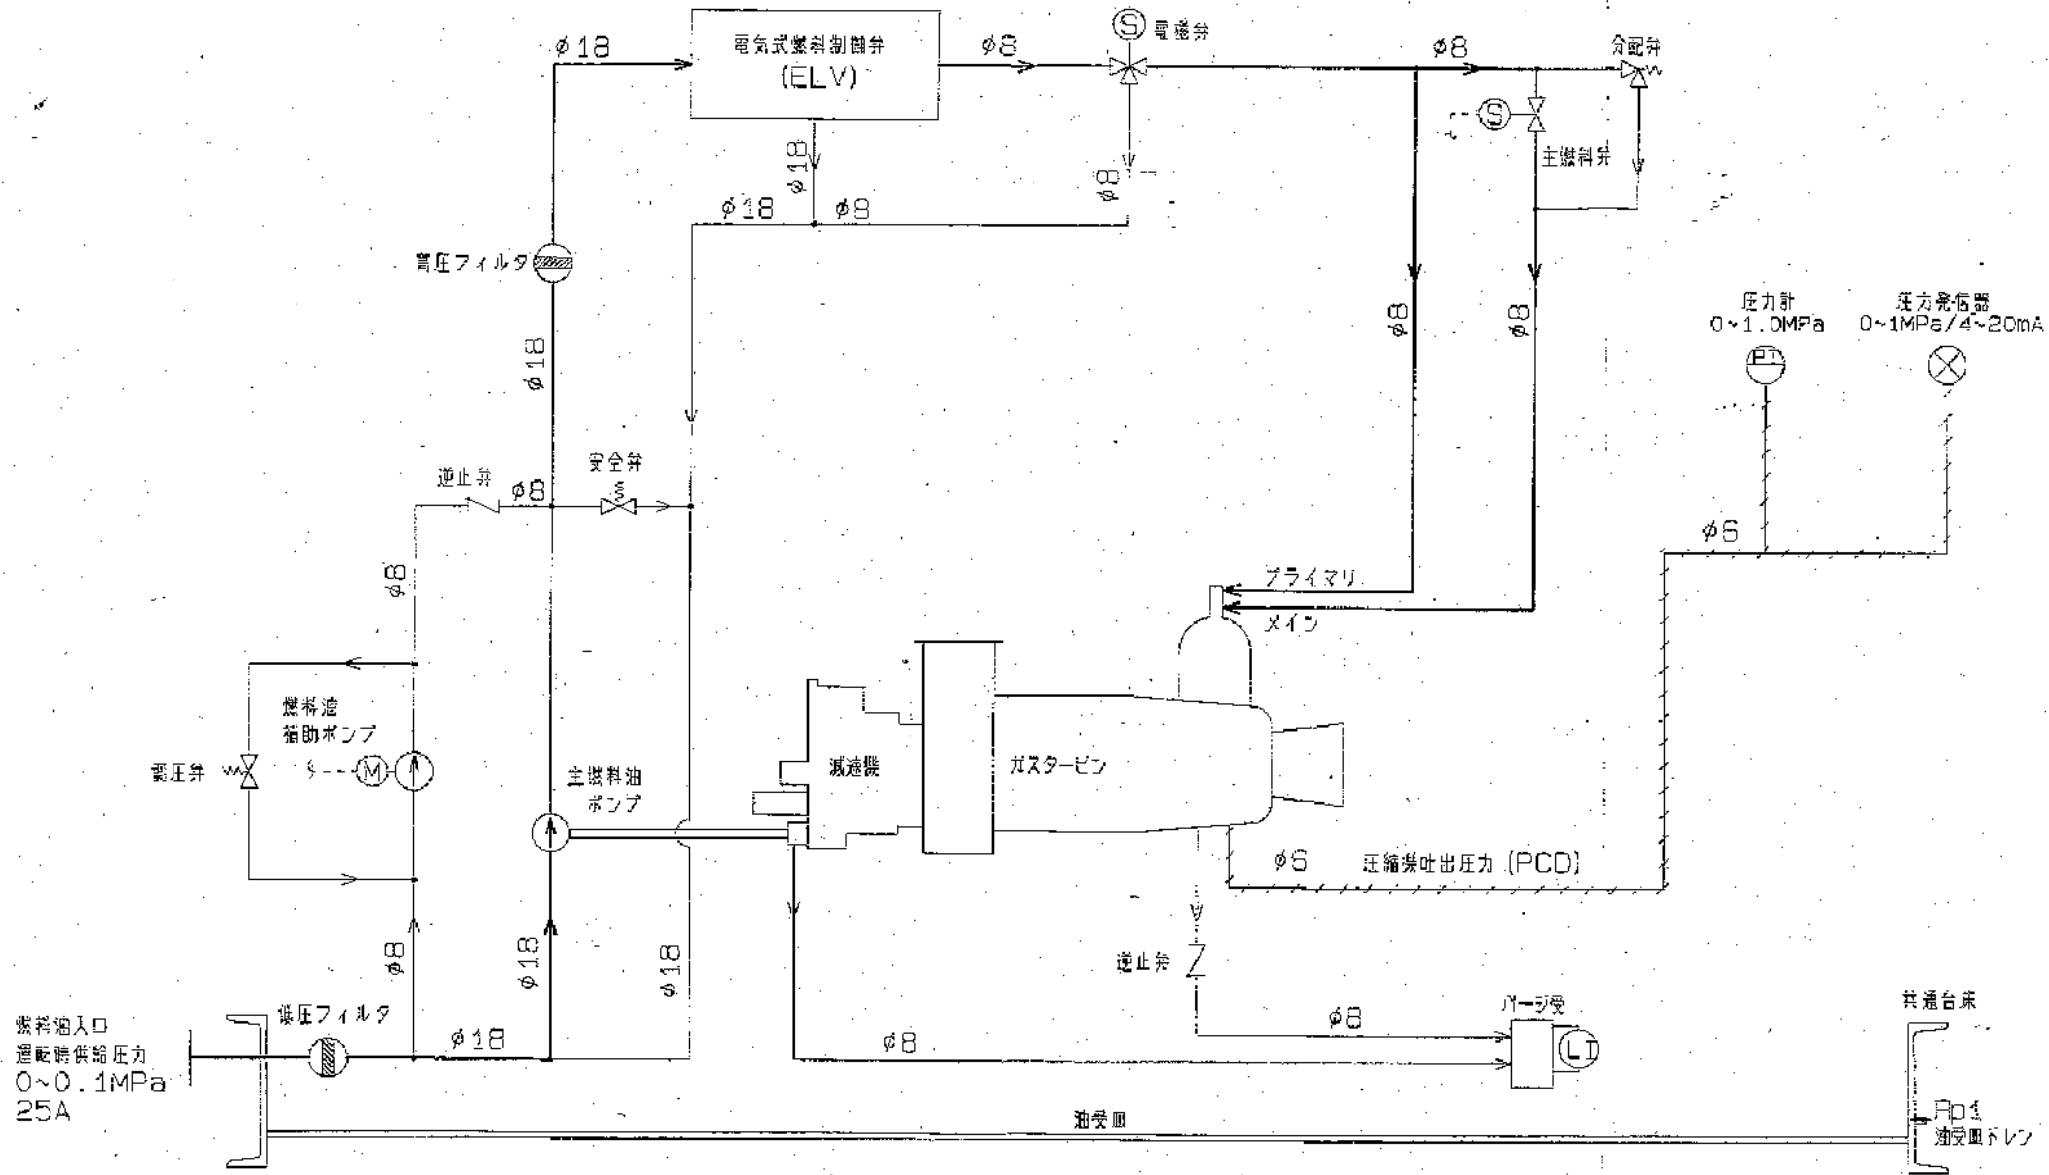 φ18
電気式燃料制御弁
(ELV)
φ8
S
電磁弁
φ8
分配弁
S
主燃料弁
φ18
φ8
φ18
φ8
高圧フィルタ
φ18
φ8
φ8
圧力計
0~1.0MPa
圧力発信器
0~1MPa/4~20mA
逆止弁
φ8
安全弁
φ6
φ8
プライマリ
メイン
燃料油
補助ポンプ
M
調圧弁
主燃料油
ポンプ
減速機
ガスタービン
φ6
圧縮機吐出圧力 (PCD)
φ8
φ18
φ18
逆止弁
燃料油入口
運転時供給圧力
0~0.1MPa
25A
低圧フィルタ
φ18
φ8
φ8
パージ受
LI
共通台床
油受皿
Rp1
油受皿ドレン